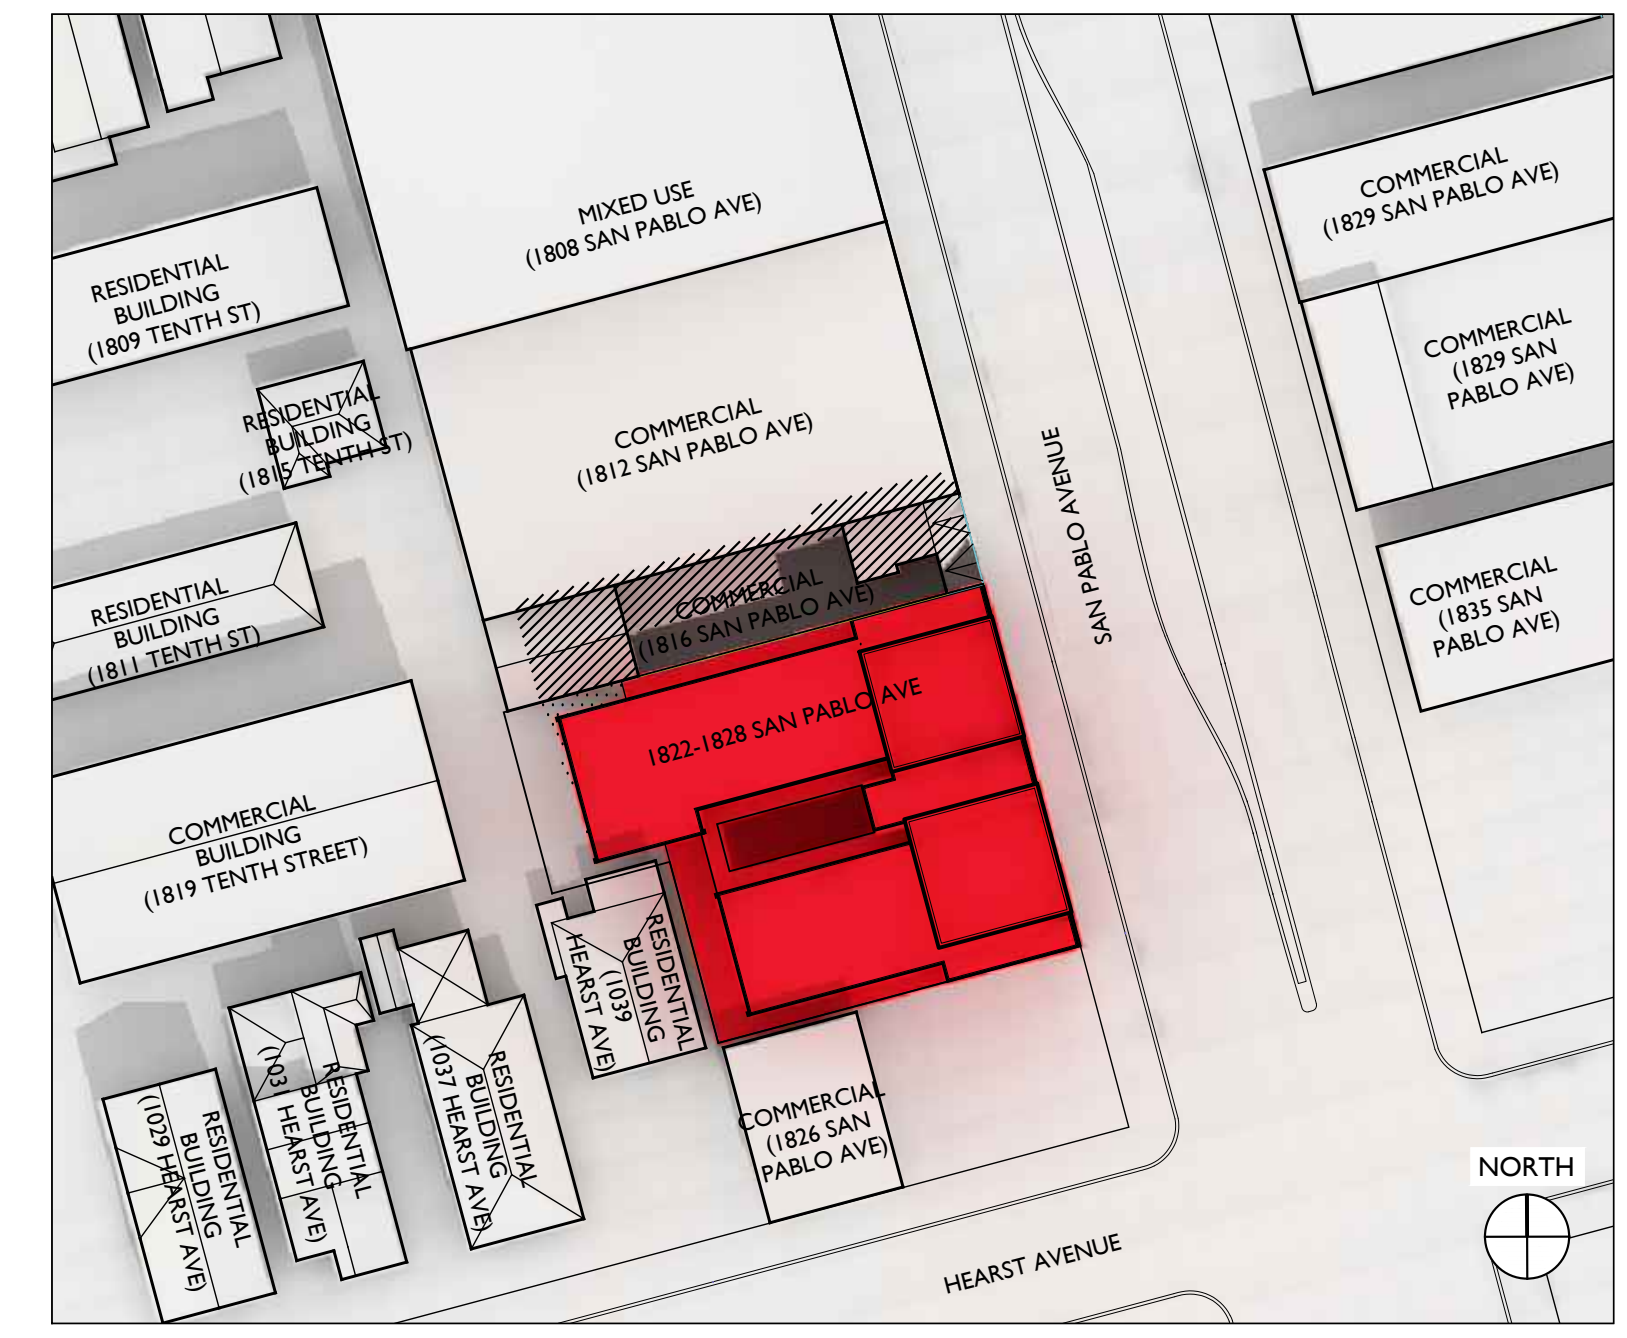 MIXED USE
(1808 SAN PABLO AVE)
COMMERCIAL
(1829 SAN PABLO AVE)
RESIDENTIAL
BUILDING
(1809 TENTH ST)
COMMERCIAL
(1829 SAN
PABLO AVE)
RESIDENTIAL
BUILDING
(1815 TENTH ST)
COMMERCIAL
(1812 SAN PABLO AVE)
SAN PABLO AVENUE
RESIDENTIAL
BUILDING
(1811 TENTH ST)
COMMERCIAL
(1816 SAN PABLO AVE)
COMMERCIAL
(1835 SAN
PABLO AVE)
1822-1828 SAN PABLO AVE
COMMERCIAL
BUILDING
(1819 TENTH STREET)
RESIDENTIAL
BUILDING
(1039
HEARST AVE)
RESIDENTIAL
BUILDING
(1029 HEARST AVE)
RESIDENTIAL
BUILDING
(1031 HEARST AVE)
RESIDENTIAL
BUILDING
(1037 HEARST AVE)
COMMERCIAL
(1826 SAN
PABLO AVE)
NORTH
HEARST AVENUE